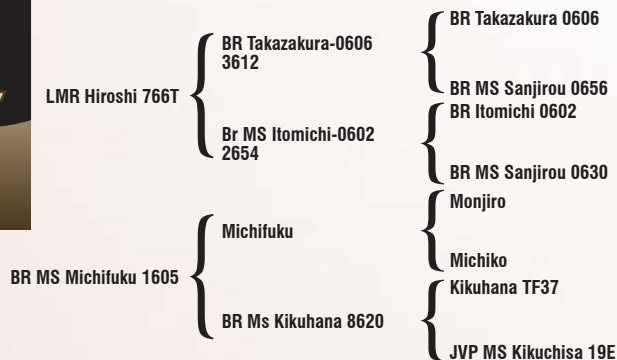 BR Takazakura 0606
BR Takazakura-0606
3612
BR MS Sanjirou 0656
LMR Hiroshi 766T
BR Itomichi 0602
Br MS Itomichi-0602
2654
BR MS Sanjirou 0630
Monjiro
Michifuku
Michiko
BR MS Michifuku 1605
Kikuhana TF37
BR Ms Kikuhana 8620
JVP MS Kikuchisa 19E